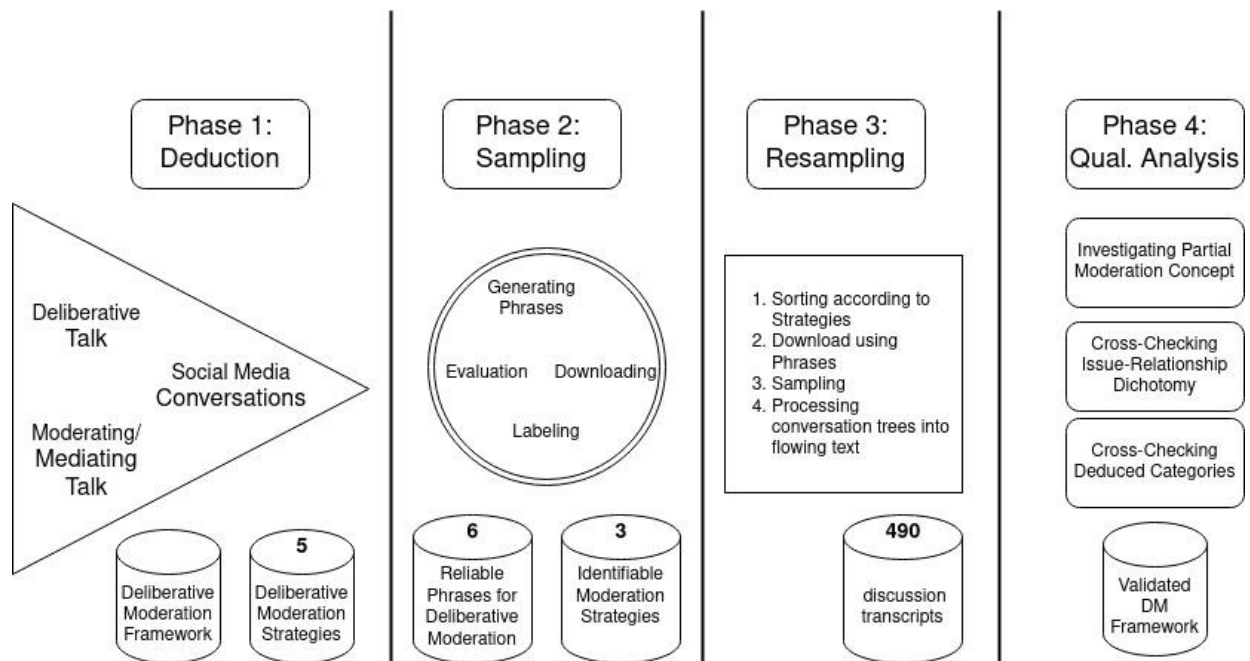 Phase 1:
Deduction
Deliberative
Talk
Social Media
Conversations
Moderating/
Mediating
Talk
Deliberative
Moderation
Framework
5
Deliberative
Moderation
Strategies
Phase 2:
Sampling
Generating
Phrases
Evaluation
Downloading
Labeling
6
Reliable
Phrases for
Deliberative
Moderation
3
Identifiable
Moderation
Strategies
Phase 3:
Resampling
1. Sorting according to
Strategies
2. Download using
Phrases
3. Sampling
4. Processing
conversation trees into
flowing text
490
discussion
transcripts
Phase 4:
Qual. Analysis
Investigating Partial
Moderation Concept
Cross-Checking
Issue-Relationship
Dichotomy
Cross-Checking
Deduced Categories
Validated
DM
Framework